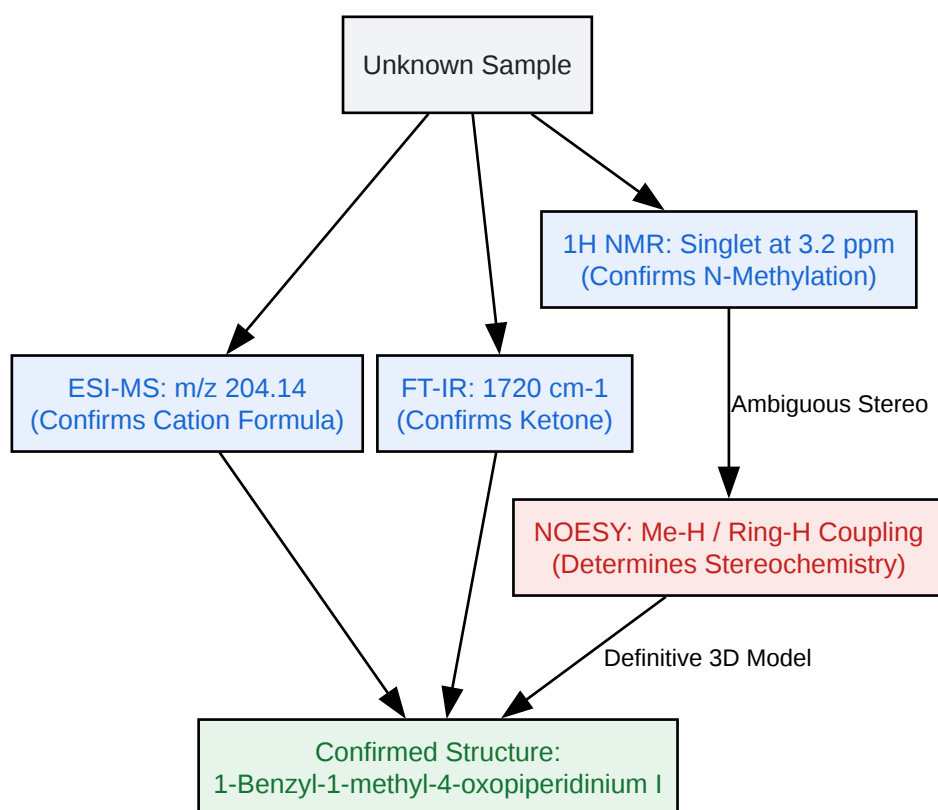 Unknown Sample
1H NMR: Singlet at 3.2 ppm
(Confirms N-Methylation)
ESI-MS: m/z 204.14
(Confirms Cation Formula)
FT-IR: 1720 cm-1
(Confirms Ketone)
Ambiguous Stereo
NOESY: Me-H / Ring-H Coupling
(Determines Stereochemistry)
Definitive 3D Model
Confirmed Structure:
1-Benzyl-1-methyl-4-oxopiperidinium I